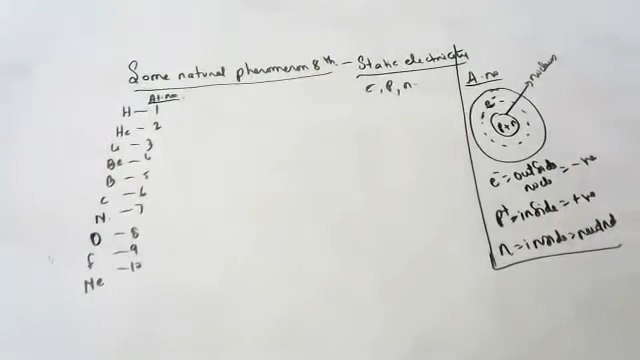 Some natural phenomenon 8th - Static electricity
e⁻, p, n
At.no
H - 1
He - 2
Li - 3
Be - 4
B - 5
C - 6
N - 7
O - 8
f - 9
Ne - 10
A.no
nucleus
e⁻
p+n
e⁻ = outside = -ve
p+ = inside = +ve
n = inside = neutral